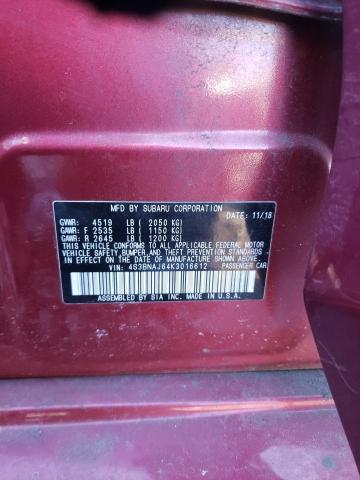 MFD BY SUBARU CORPORATION
DATE: 11/18
GVWR: 4519 LB ( 2050 KG)
GAWR: F 2535 LB ( 1150 KG)
GAWR: R 2645 LB ( 1200 KG)
THIS VEHICLE CONFORMS TO ALL APPLICABLE FEDERAL MOTOR
VEHICLE SAFETY, BUMPER, AND THEFT PREVENTION STANDARDS
IN EFFECT ON THE DATE OF MANUFACTURE SHOWN ABOVE.
VIN: 4S3BNAJ64K3016612 PASSENGER CAR
ASSEMBLED BY SIA INC. MADE IN U.S.A.